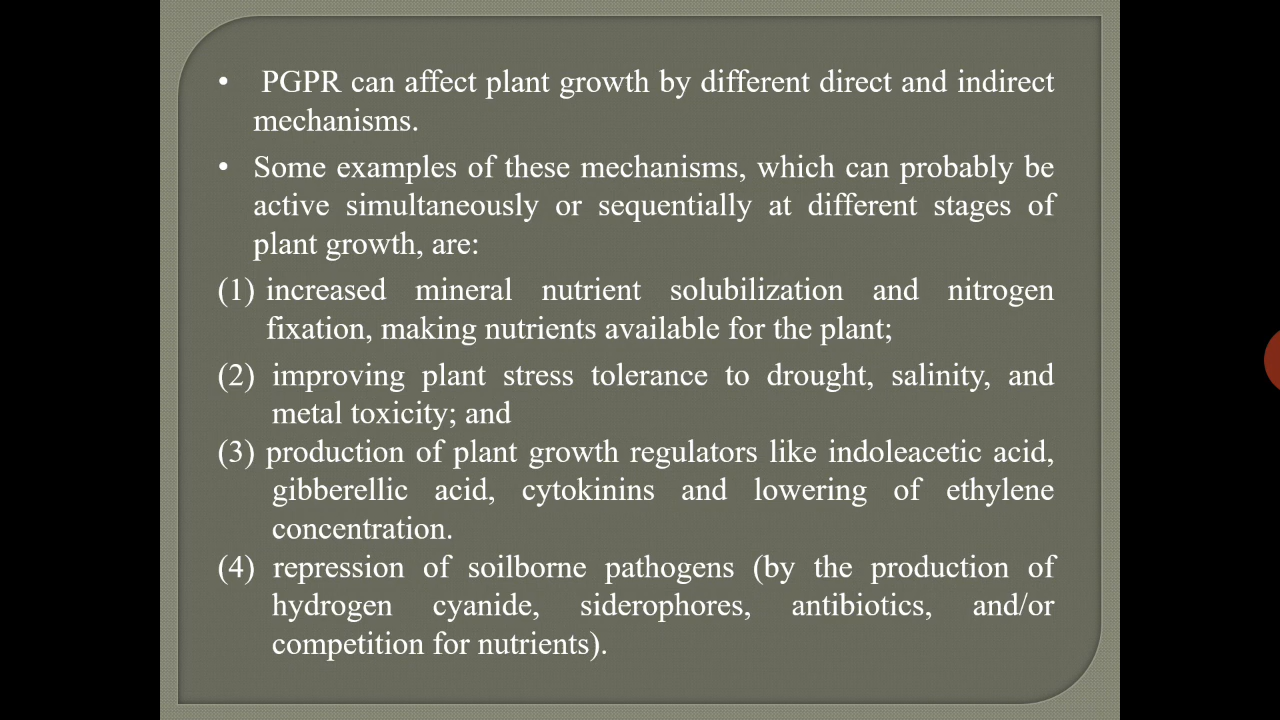 • PGPR can affect plant growth by different direct and indirect
mechanisms.
• Some examples of these mechanisms, which can probably be
active simultaneously or sequentially at different stages of
plant growth, are:
(1) increased mineral nutrient solubilization and nitrogen
fixation, making nutrients available for the plant;
(2) improving plant stress tolerance to drought, salinity, and
metal toxicity; and
(3) production of plant growth regulators like indoleacetic acid,
gibberellic acid, cytokinins and lowering of ethylene
concentration.
(4) repression of soilborne pathogens (by the production of
hydrogen cyanide, siderophores, antibiotics, and/or
competition for nutrients).